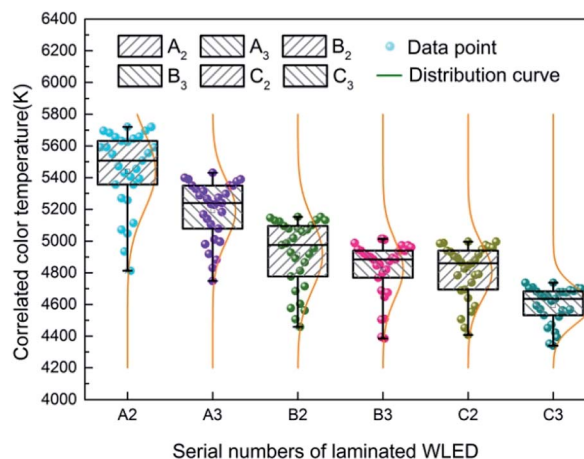 6400
6200
6000
5800
5600
5400
5200
5000
4800
4600
4400
4200
4000
Correlated color temperature(K)
A₂ A₃ B₂ Data point
B₃ C₂ C₃ Distribution curve
A2 A3 B2 B3 C2 C3
Serial numbers of laminated WLED